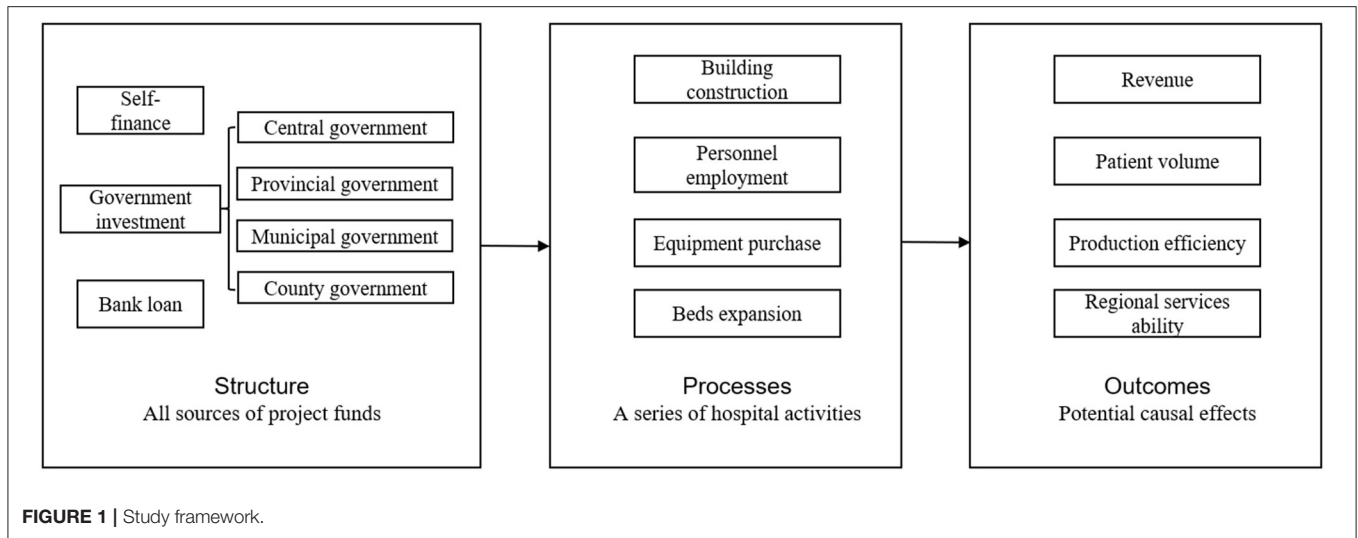 Self-
finance
Government
investment
Bank loan
Central government
Provincial government
Municipal government
County government
Structure
All sources of project funds
Building
construction
Personnel
employment
Equipment purchase
Beds expansion
Processes
A series of hospital activities
Revenue
Patient volume
Production efficiency
Regional services
ability
Outcomes
Potential causal effects
FIGURE 1 | Study framework.